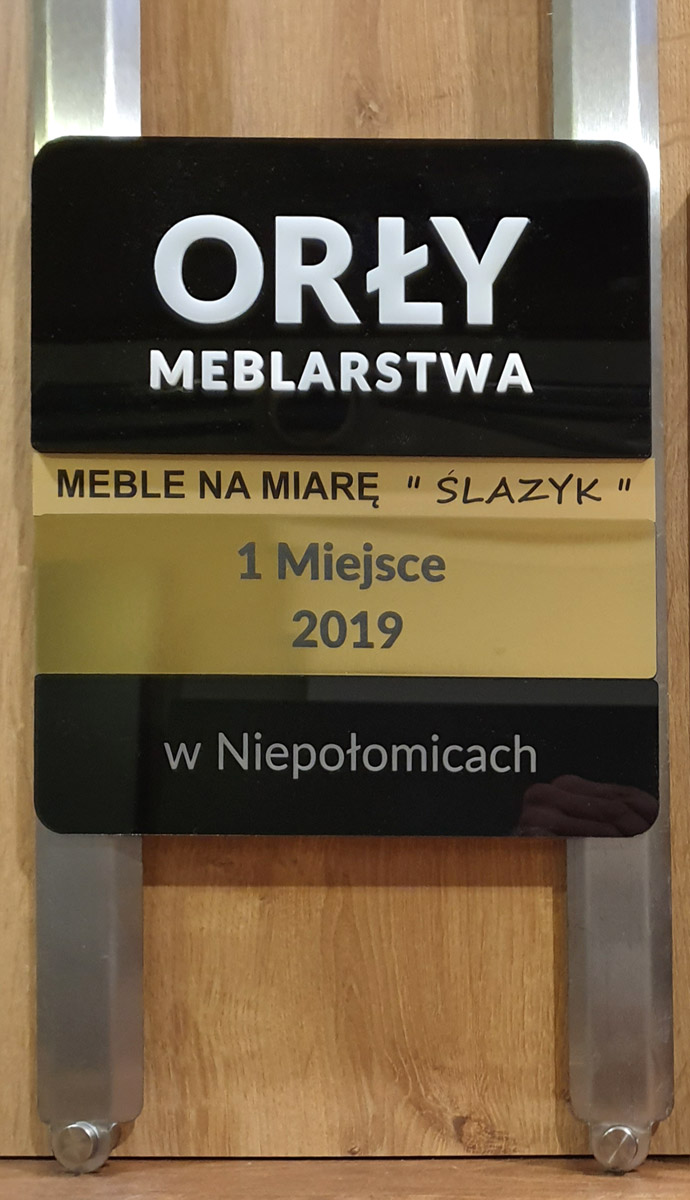 ORŁY
MEBLARSTWA
MEBLE NA MIARĘ " ŚLAZYK "
1 Miejsce
2019
w Niepołomicach